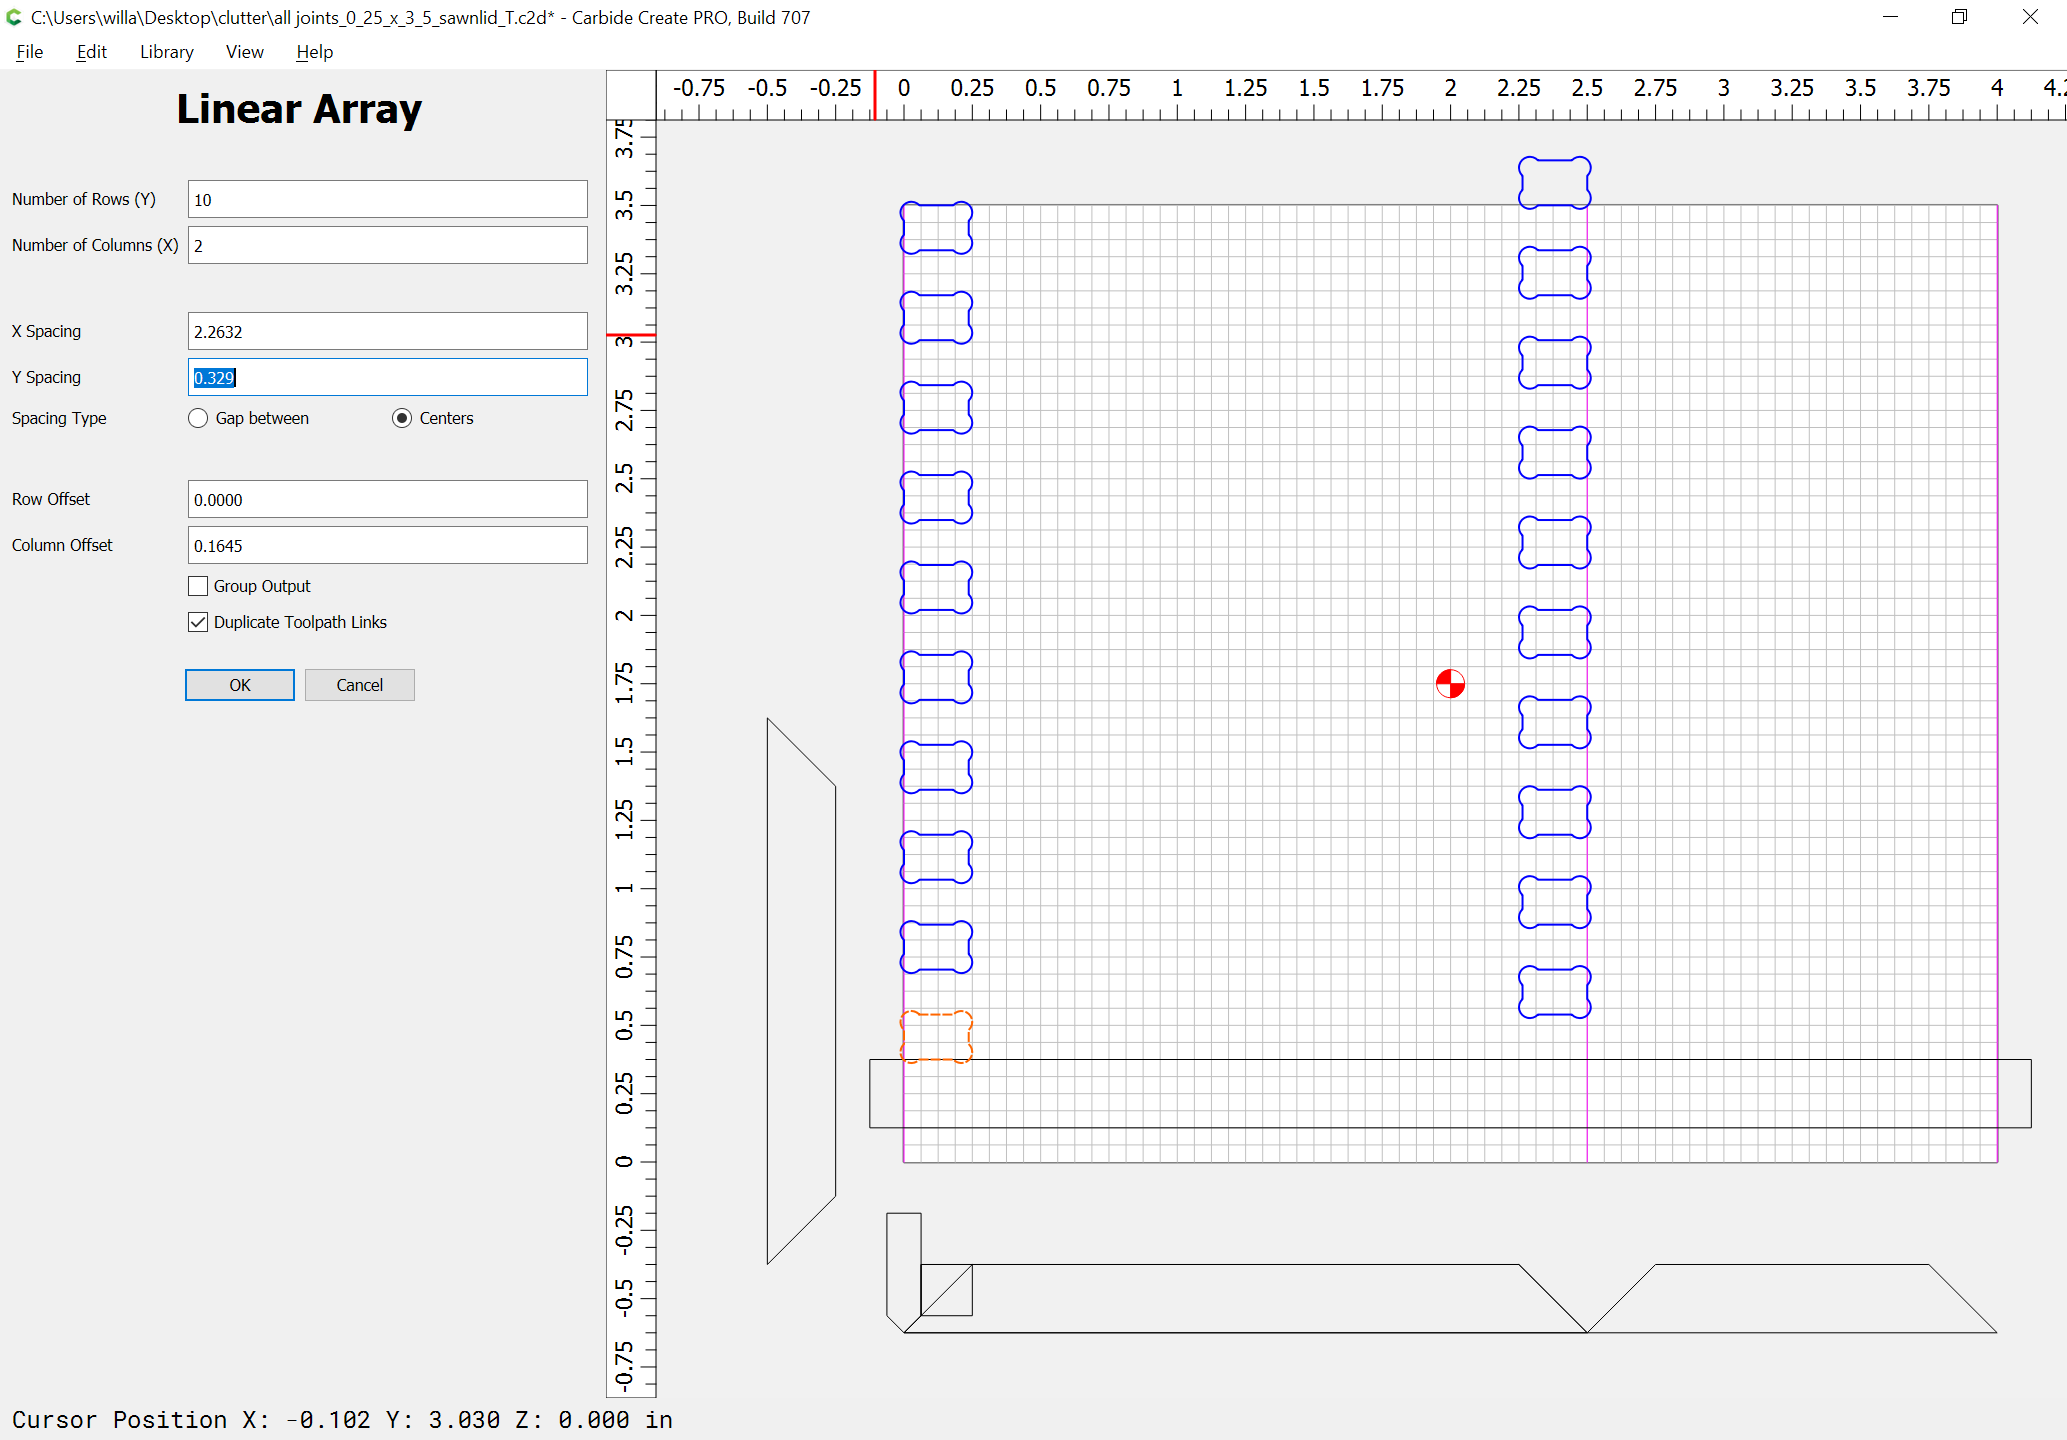 C:\Users\willa\Desktop\clutter\all joints_0_25_x_3_5_sawnlid_T.c2d* - Carbide Create PRO, Build 707
File Edit Library View Help
Linear Array
Number of Rows (Y) 10
Number of Columns (X) 2
X Spacing 2.2632
Y Spacing 0.329
Spacing Type Gap between Centers
Row Offset 0.0000
Column Offset 0.1645
Group Output
Duplicate Toolpath Links
OK Cancel
-0.75 -0.5 -0.25 0 0.25 0.5 0.75 1 1.25 1.5 1.75 2 2.25 2.5 2.75 3 3.25 3.5 3.75 4
3.75
3.5
3.25
3
2.75
2.5
2.25
2
1.75
1.5
1.25
1
0.75
0.5
0.25
0
-0.25
-0.5
-0.75
Cursor Position X: -0.102 Y: 3.030 Z: 0.000 in